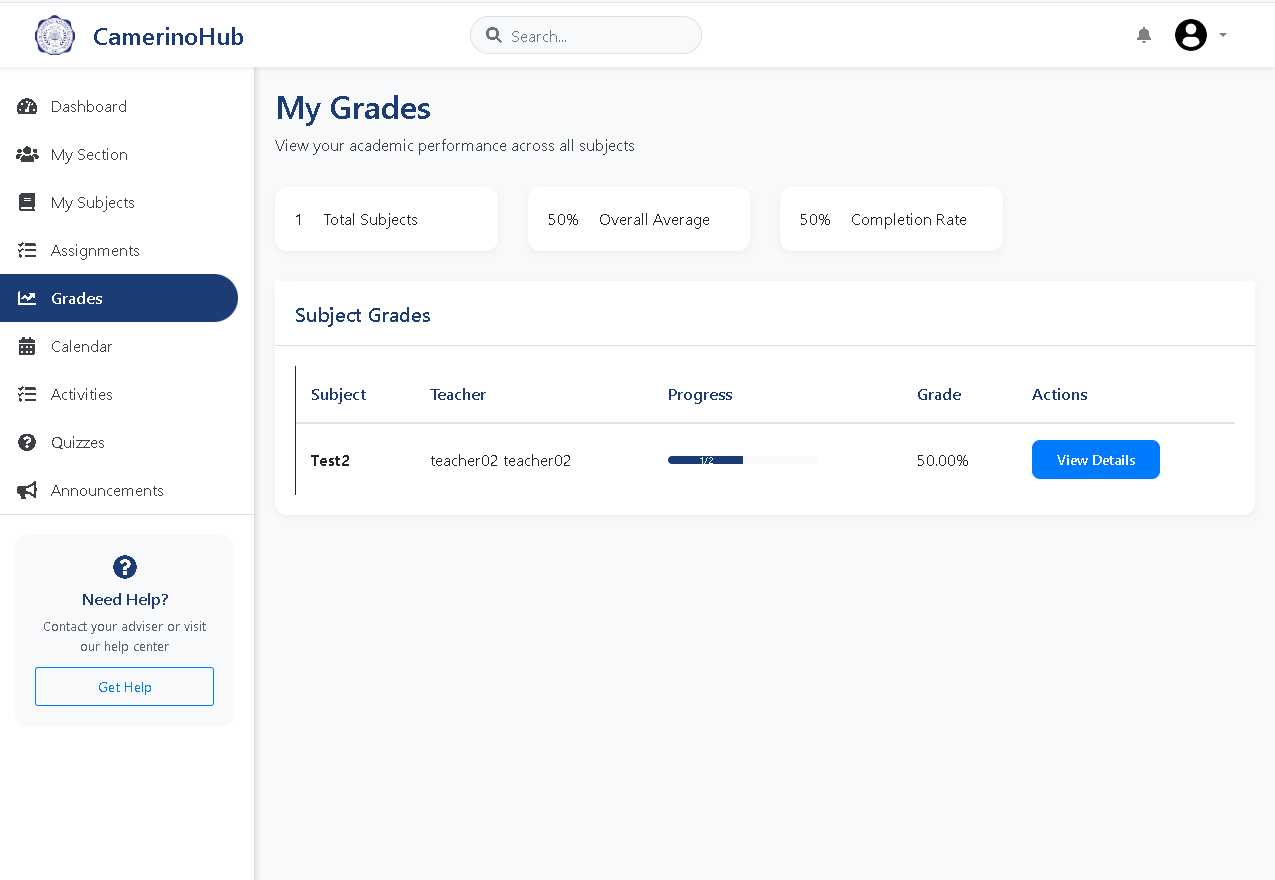 CamerinoHub
Search...
Dashboard
My Section
My Subjects
Assignments
Grades
Calendar
Activities
Quizzes
Announcements
Need Help?
Contact your adviser or visit
our help center
Get Help
My Grades
View your academic performance across all subjects
1 Total Subjects
50% Overall Average
50% Completion Rate
Subject Grades
Subject Teacher Progress Grade Actions
Test2 teacher02 teacher02 1/2 50.00% View Details